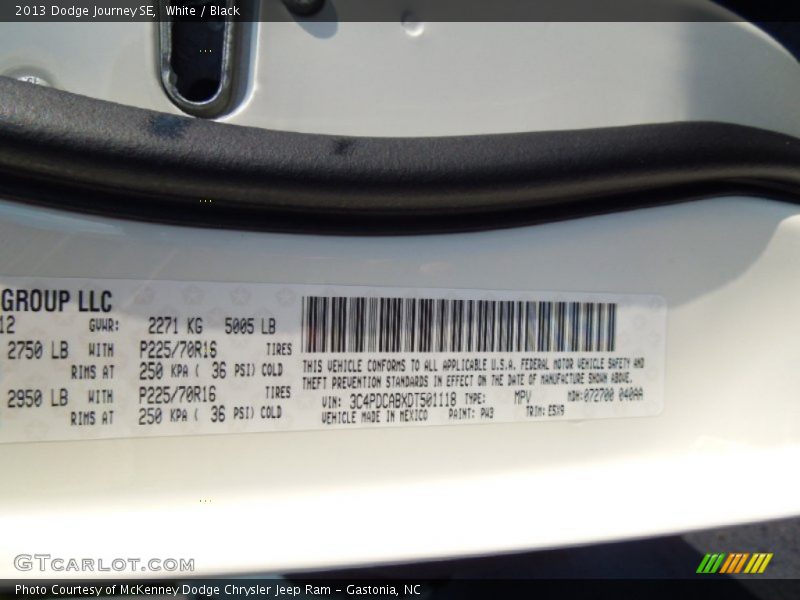 2013 Dodge Journey SE, White / Black
GROUP LLC
12 GVWR: 2271 KG 5005 LB
2750 LB WITH P225/70R16 TIRES
RIMS AT 250 KPA ( 36 PSI) COLD
2950 LB WITH P225/70R16 TIRES
RIMS AT 250 KPA ( 36 PSI) COLD
THIS VEHICLE CONFORMS TO ALL APPLICABLE U.S.A. FEDERAL MOTOR VEHICLE SAFETY AND
THEFT PREVENTION STANDARDS IN EFFECT ON THE DATE OF MANUFACTURE SHOWN ABOVE.
VIN: 3C4PDCABXDT501118 TYPE: MPV MDH:072700 040AA
VEHICLE MADE IN MEXICO PAINT: PW3 TRIM:E5X9
GTCARLOT.COM
Photo Courtesy of McKenney Dodge Chrysler Jeep Ram - Gastonia, NC